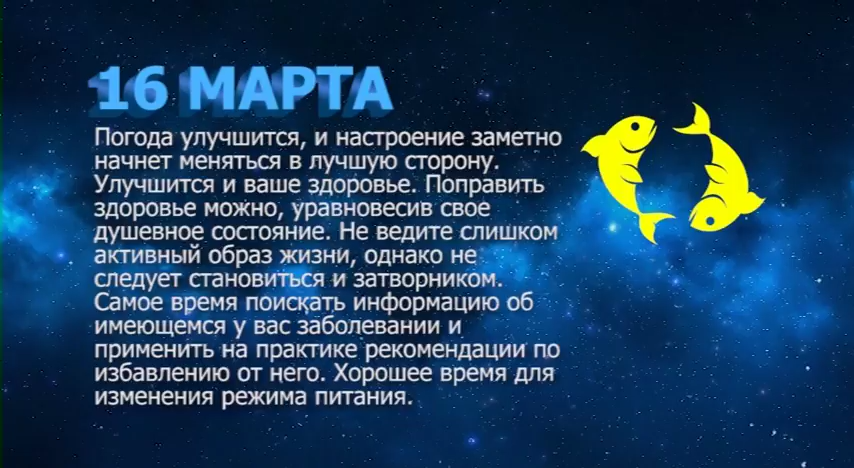 16 МАРТА
Погода улучшится, и настроение заметно
начнет меняться в лучшую сторону.
Улучшится и ваше здоровье. Поправить
здоровье можно, уравновесив свое
душевное состояние. Не ведите слишком
активный образ жизни, однако не
следует становиться и затворником.
Самое время поискать информацию об
имеющемся у вас заболевании и
применить на практике рекомендации по
избавлению от него. Хорошее время для
изменения режима питания.